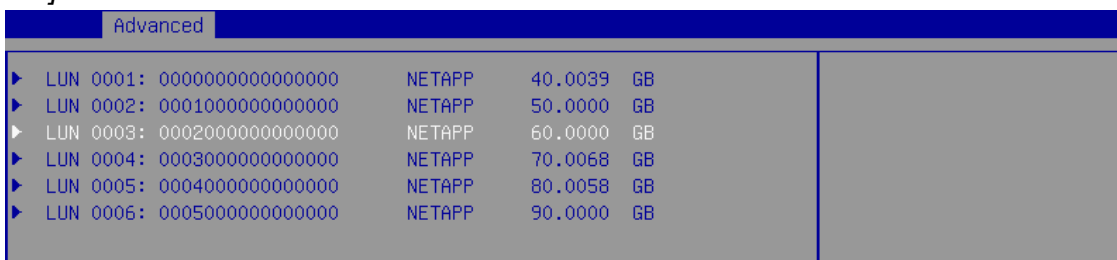 Advanced
LUN 0001: 0000000000000000 NETAPP 40.0039 GB
LUN 0002: 0001000000000000 NETAPP 50.0000 GB
LUN 0003: 0002000000000000 NETAPP 60.0000 GB
LUN 0004: 0003000000000000 NETAPP 70.0068 GB
LUN 0005: 0004000000000000 NETAPP 80.0058 GB
LUN 0006: 0005000000000000 NETAPP 90.0000 GB